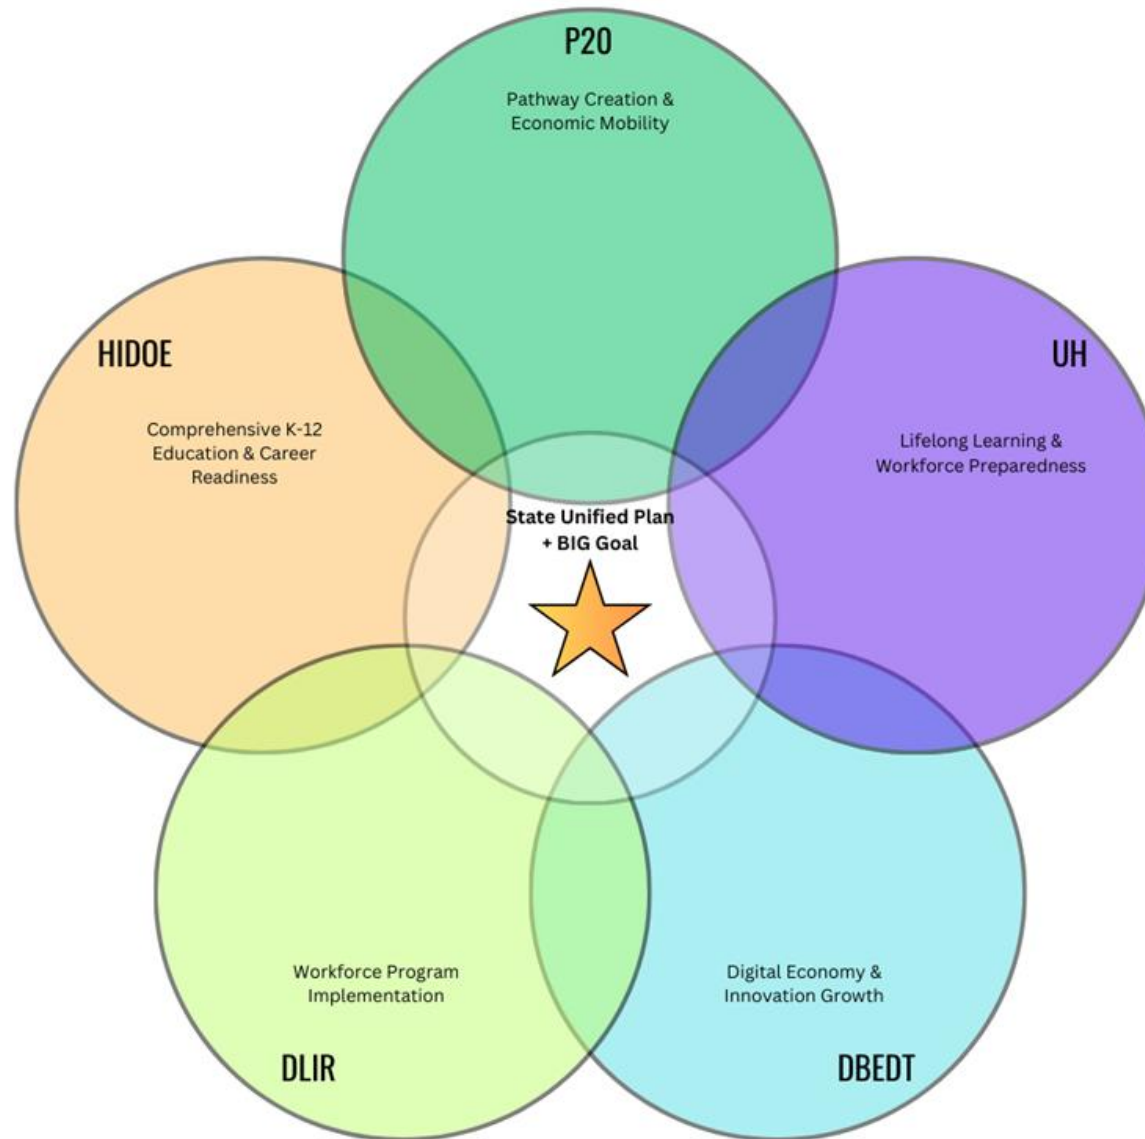 P20
Pathway Creation &
Economic Mobility
HIDOE
Comprehensive K-12
Education & Career
Readiness
UH
Lifelong Learning &
Workforce Preparedness
State Unified Plan
+ BIG Goal
Workforce Program
Implementation
DLIR
Digital Economy &
Innovation Growth
DBEDT